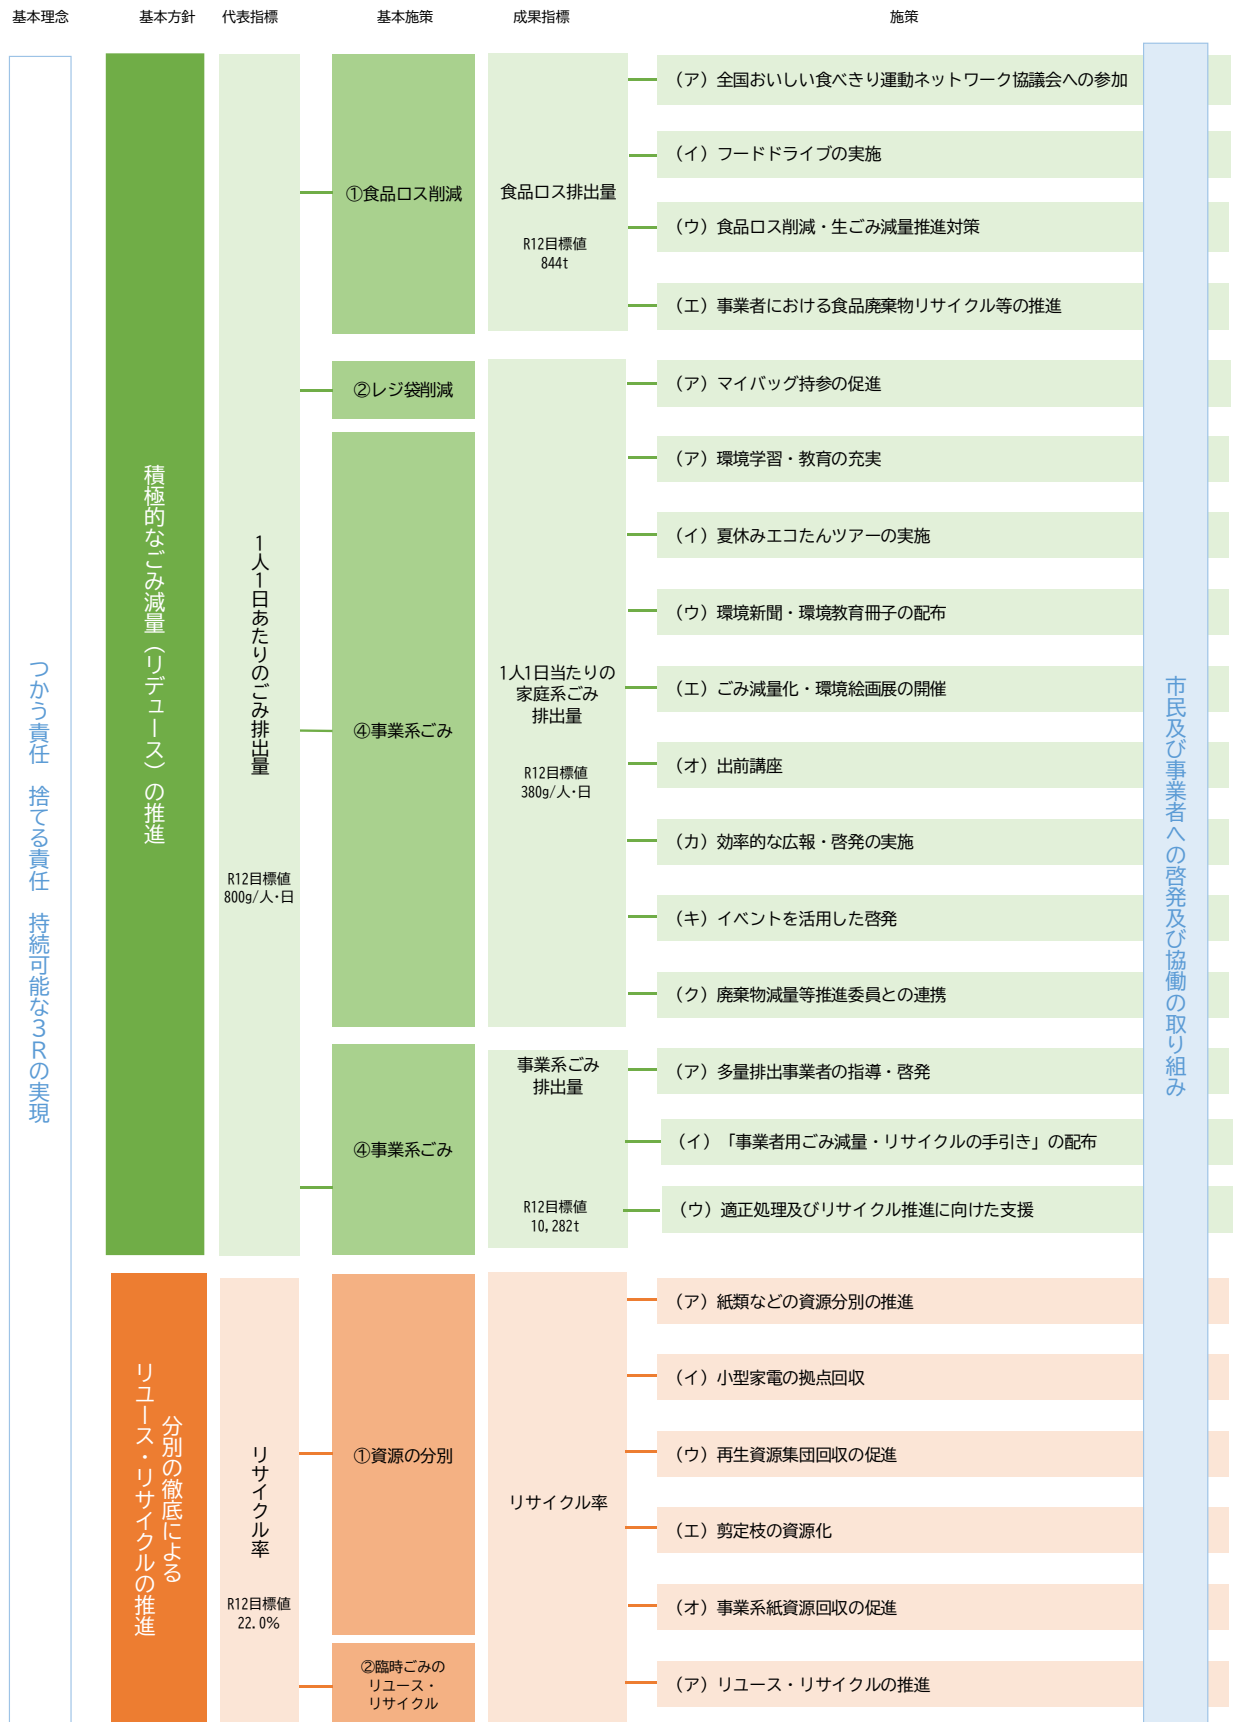 基本理念
基本方針
代表指標
基本施策
成果指標
施策
つかう責任　捨てる責任　持続可能な３Ｒの実現
積極的なごみ減量（リデュース）の推進
1人1日あたりのごみ排出量
R12目標値
800g/人・日
①食品ロス削減
食品ロス排出量
R12目標値
844t
（ア）全国おいしい食べきり運動ネットワーク協議会への参加
（イ）フードドライブの実施
（ウ）食品ロス削減・生ごみ減量推進対策
（エ）事業者における食品廃棄物リサイクル等の推進
②レジ袋削減
（ア）マイバッグ持参の促進
④事業系ごみ
1人1日当たりの
家庭系ごみ
排出量
R12目標値
380g/人・日
（ア）環境学習・教育の充実
（イ）夏休みエコたんツアーの実施
（ウ）環境新聞・環境教育冊子の配布
（エ）ごみ減量化・環境絵画展の開催
（オ）出前講座
（カ）効率的な広報・啓発の実施
（キ）イベントを活用した啓発
（ク）廃棄物減量等推進委員との連携
④事業系ごみ
事業系ごみ
排出量
R12目標値
10,282t
（ア）多量排出事業者の指導・啓発
（イ）「事業者用ごみ減量・リサイクルの手引き」の配布
（ウ）適正処理及びリサイクル推進に向けた支援
分別の徹底による
リユース・リサイクルの推進
リサイクル率
R12目標値
22.0%
①資源の分別
リサイクル率
（ア）紙類などの資源分別の推進
（イ）小型家電の拠点回収
（ウ）再生資源集団回収の促進
（エ）剪定枝の資源化
（オ）事業系紙資源回収の促進
②臨時ごみの
リユース・
リサイクル
（ア）リユース・リサイクルの推進
市民及び事業者への啓発及び協働の取り組み